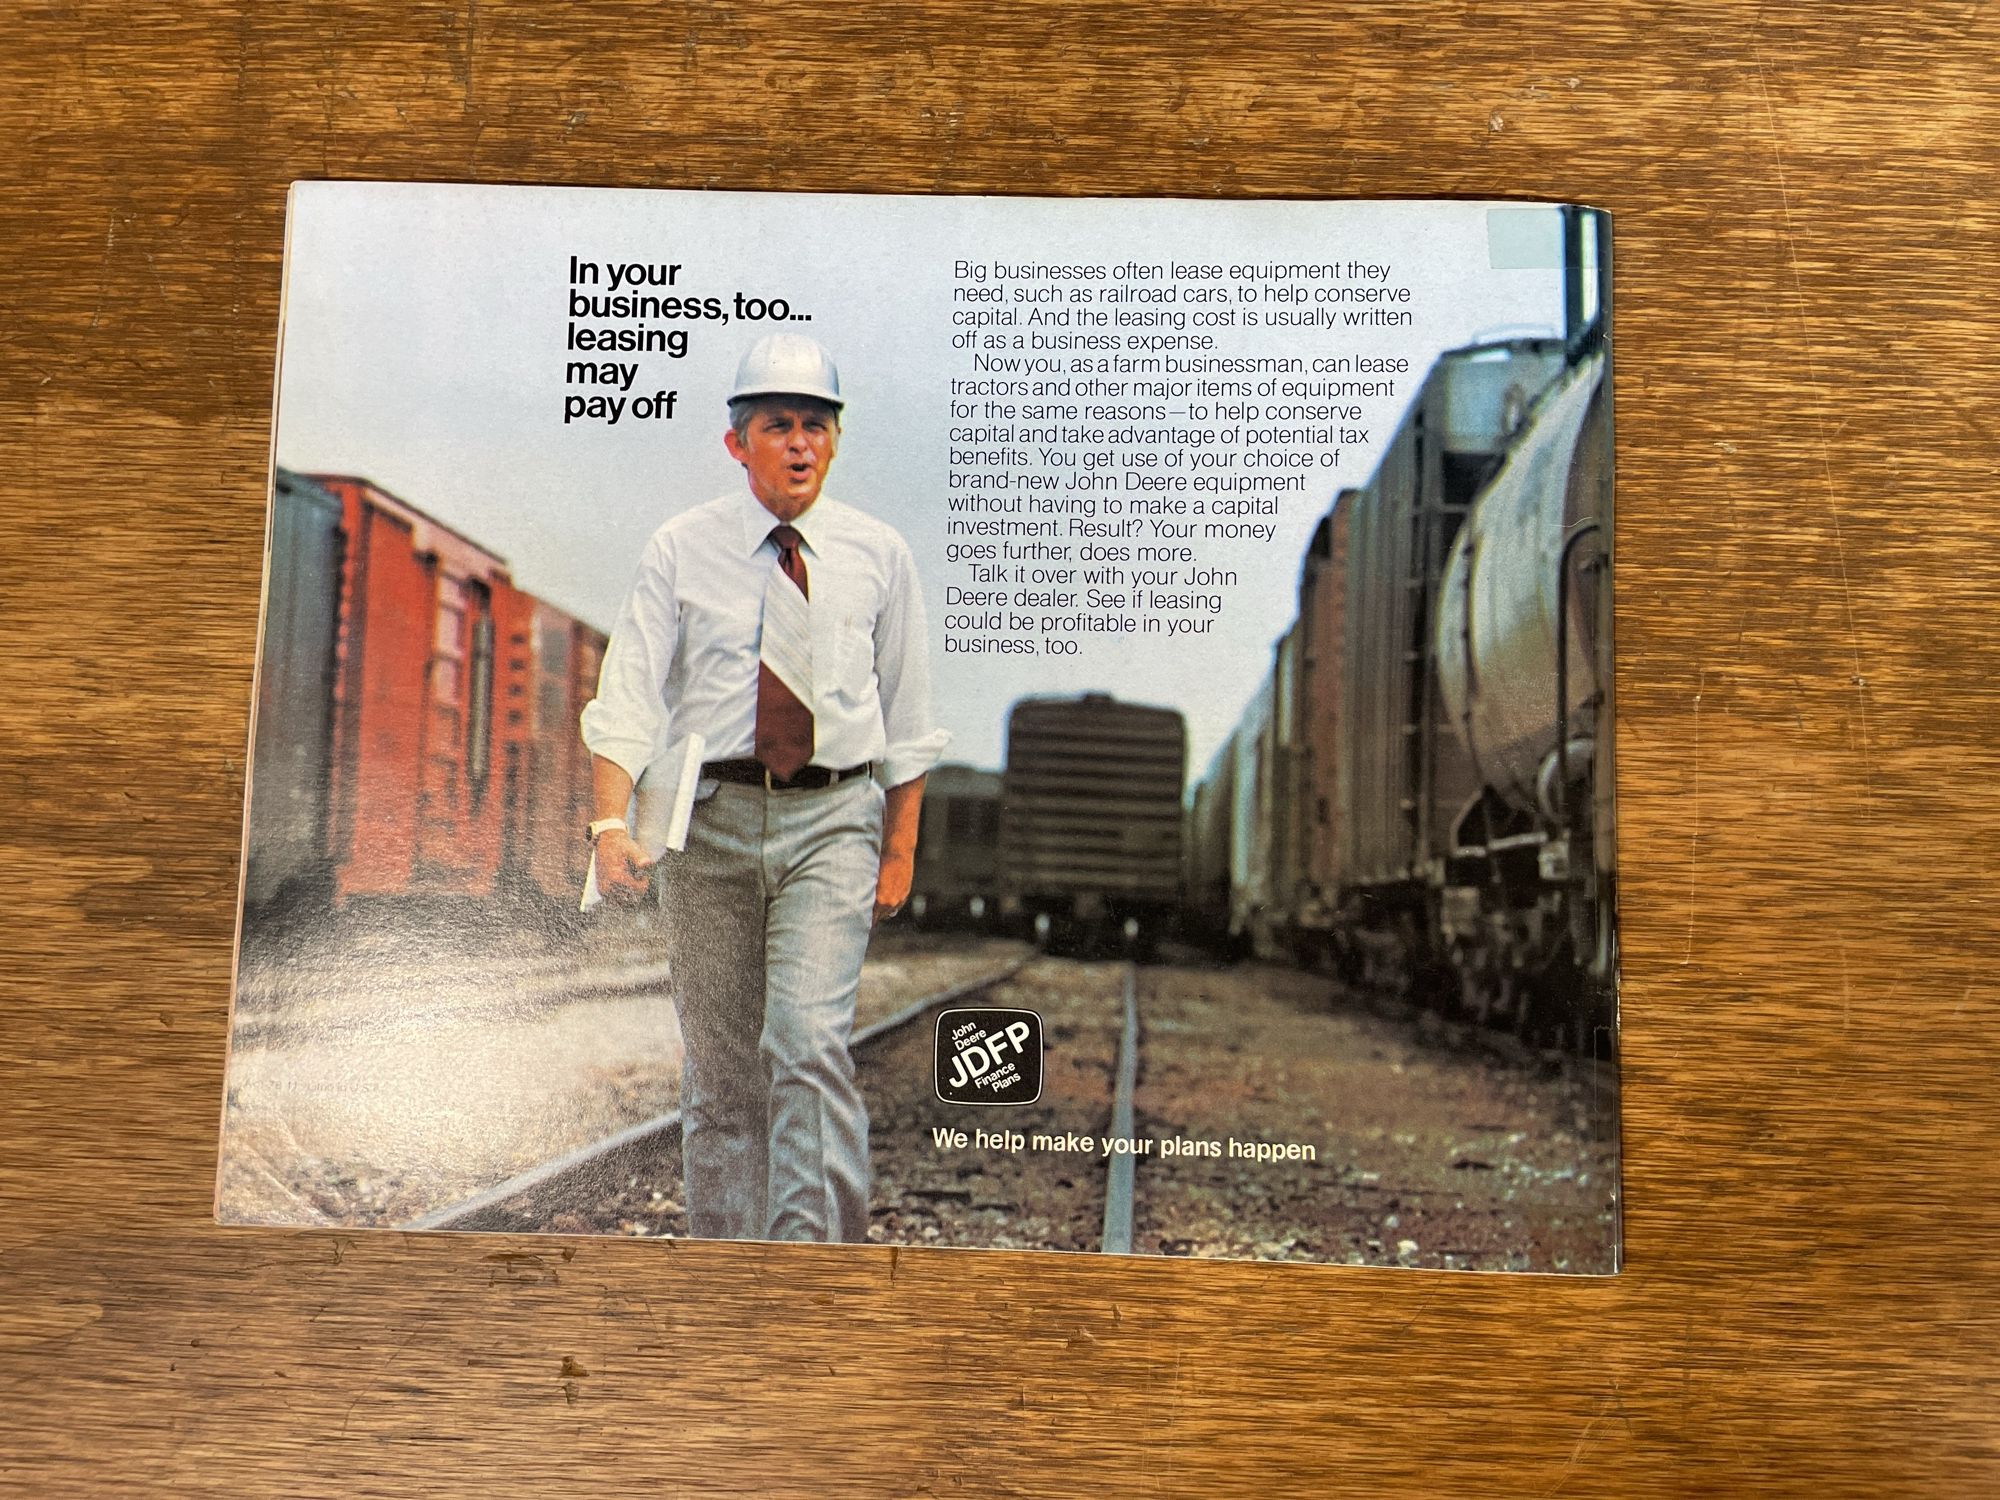 In your
business, too...
leasing
may
pay off
Big businesses often lease equipment they
need, such as railroad cars, to help conserve
capital. And the leasing cost is usually written
off as a business expense.
Now you, as a farm businessman, can lease
tractors and other major items of equipment
for the same reasons—to help conserve
capital and take advantage of potential tax
benefits. You get use of your choice of
brand-new John Deere equipment
without having to make a capital
investment. Result? Your money
goes further, does more.
Talk it over with your John
Deere dealer. See if leasing
could be profitable in your
business, too.
John
Deere
JDFP
Finance
Plans
We help make your plans happen